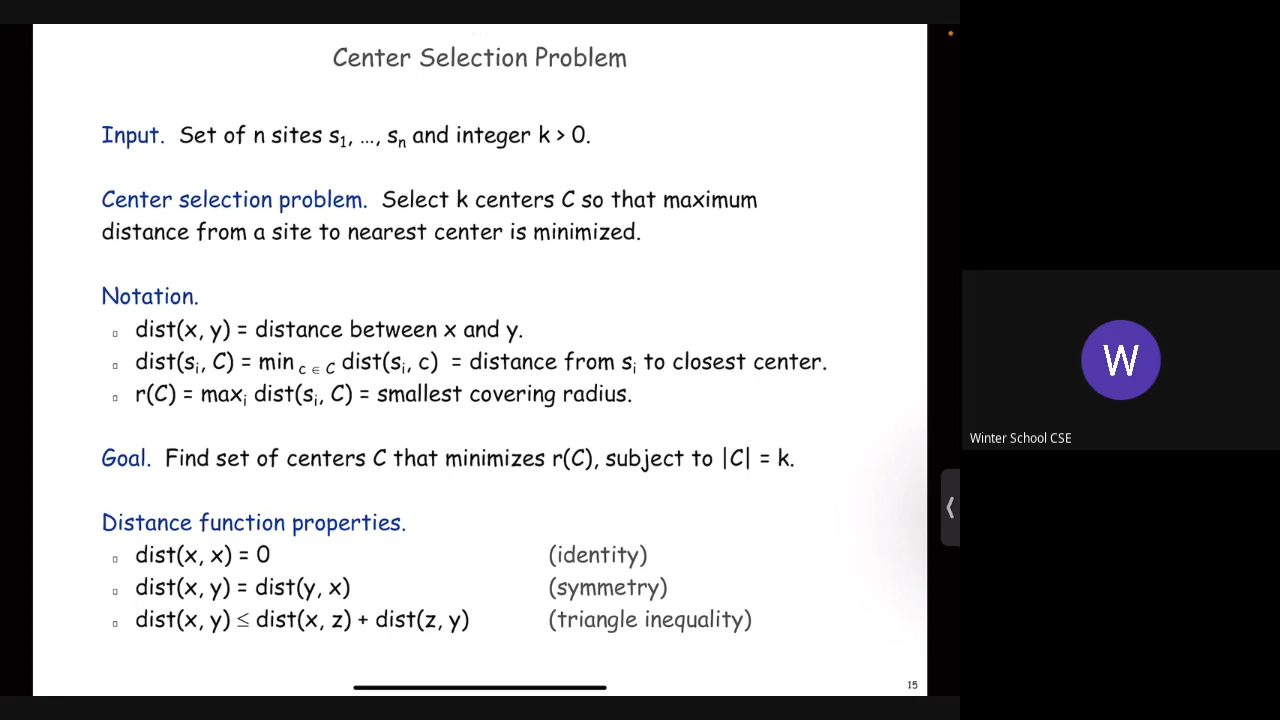 Center Selection Problem
Input. Set of n sites s1, ..., sn and integer k > 0.
Center selection problem. Select k centers C so that maximum
distance from a site to nearest center is minimized.
Notation.
▯ dist(x, y) = distance between x and y.
▯ dist(si, C) = min c ∈ C dist(si, c) = distance from si to closest center.
▯ r(C) = maxi dist(si, C) = smallest covering radius.
Goal. Find set of centers C that minimizes r(C), subject to |C| = k.
Distance function properties.
▯ dist(x, x) = 0 (identity)
▯ dist(x, y) = dist(y, x) (symmetry)
▯ dist(x, y) ≤ dist(x, z) + dist(z, y) (triangle inequality)
15
W
Winter School CSE